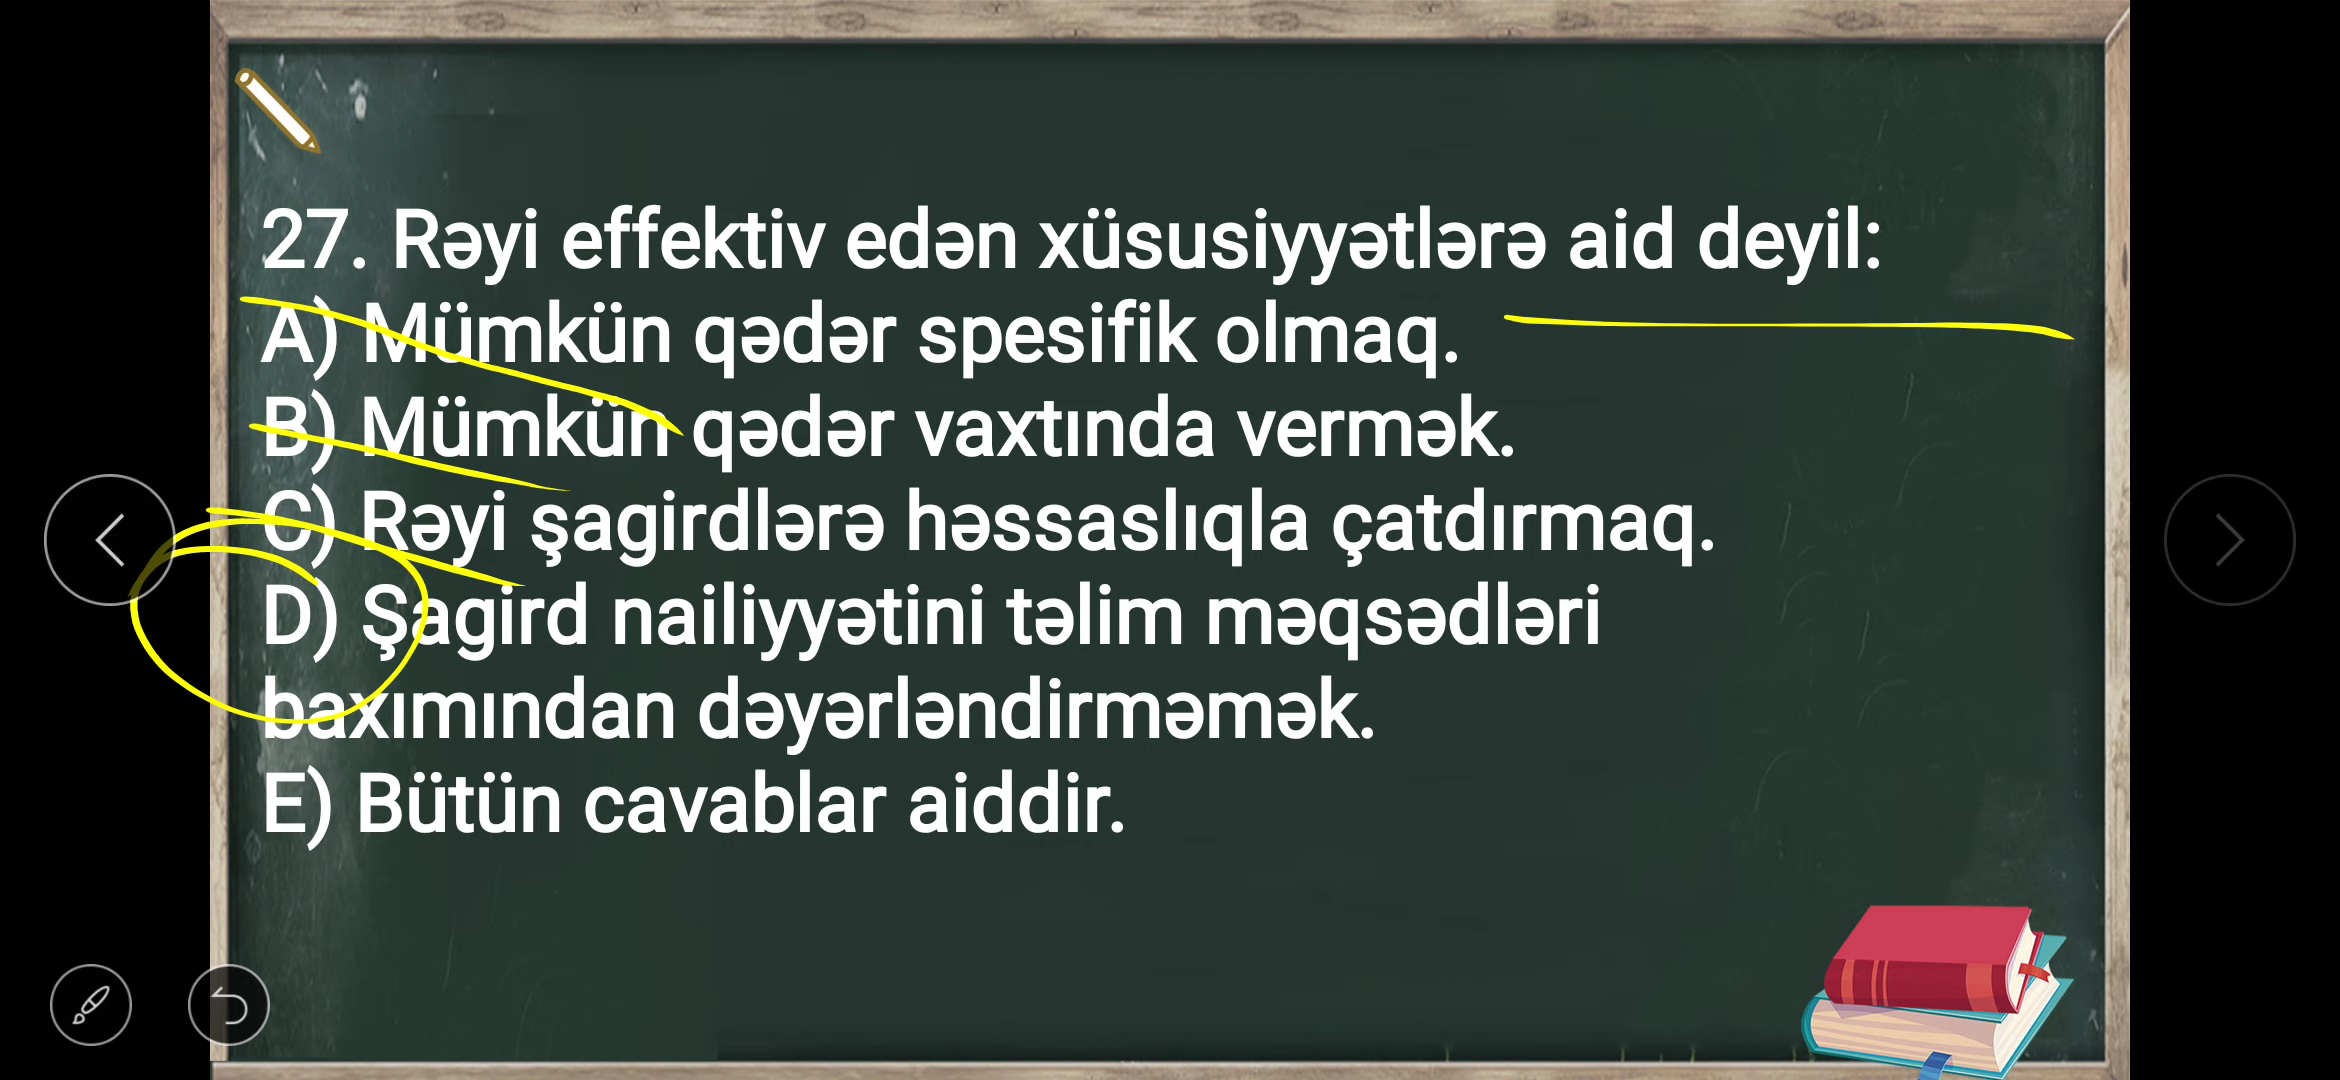 27. Rəyi effektiv edən xüsusiyyətlərə aid deyil:
A) Mümkün qədər spesifik olmaq.
B) Mümkün qədər vaxtında vermək.
C) Rəyi şagirdlərə həssaslıqla çatdırmaq.
D) Şagird nailiyyətini təlim məqsədləri
baxımından dəyərləndirməmək.
E) Bütün cavablar aiddir.